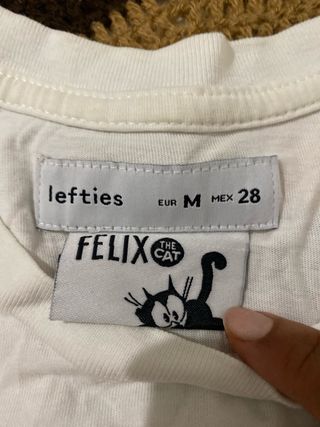 lefties EUR M MEX 28
FELIX THE CAT